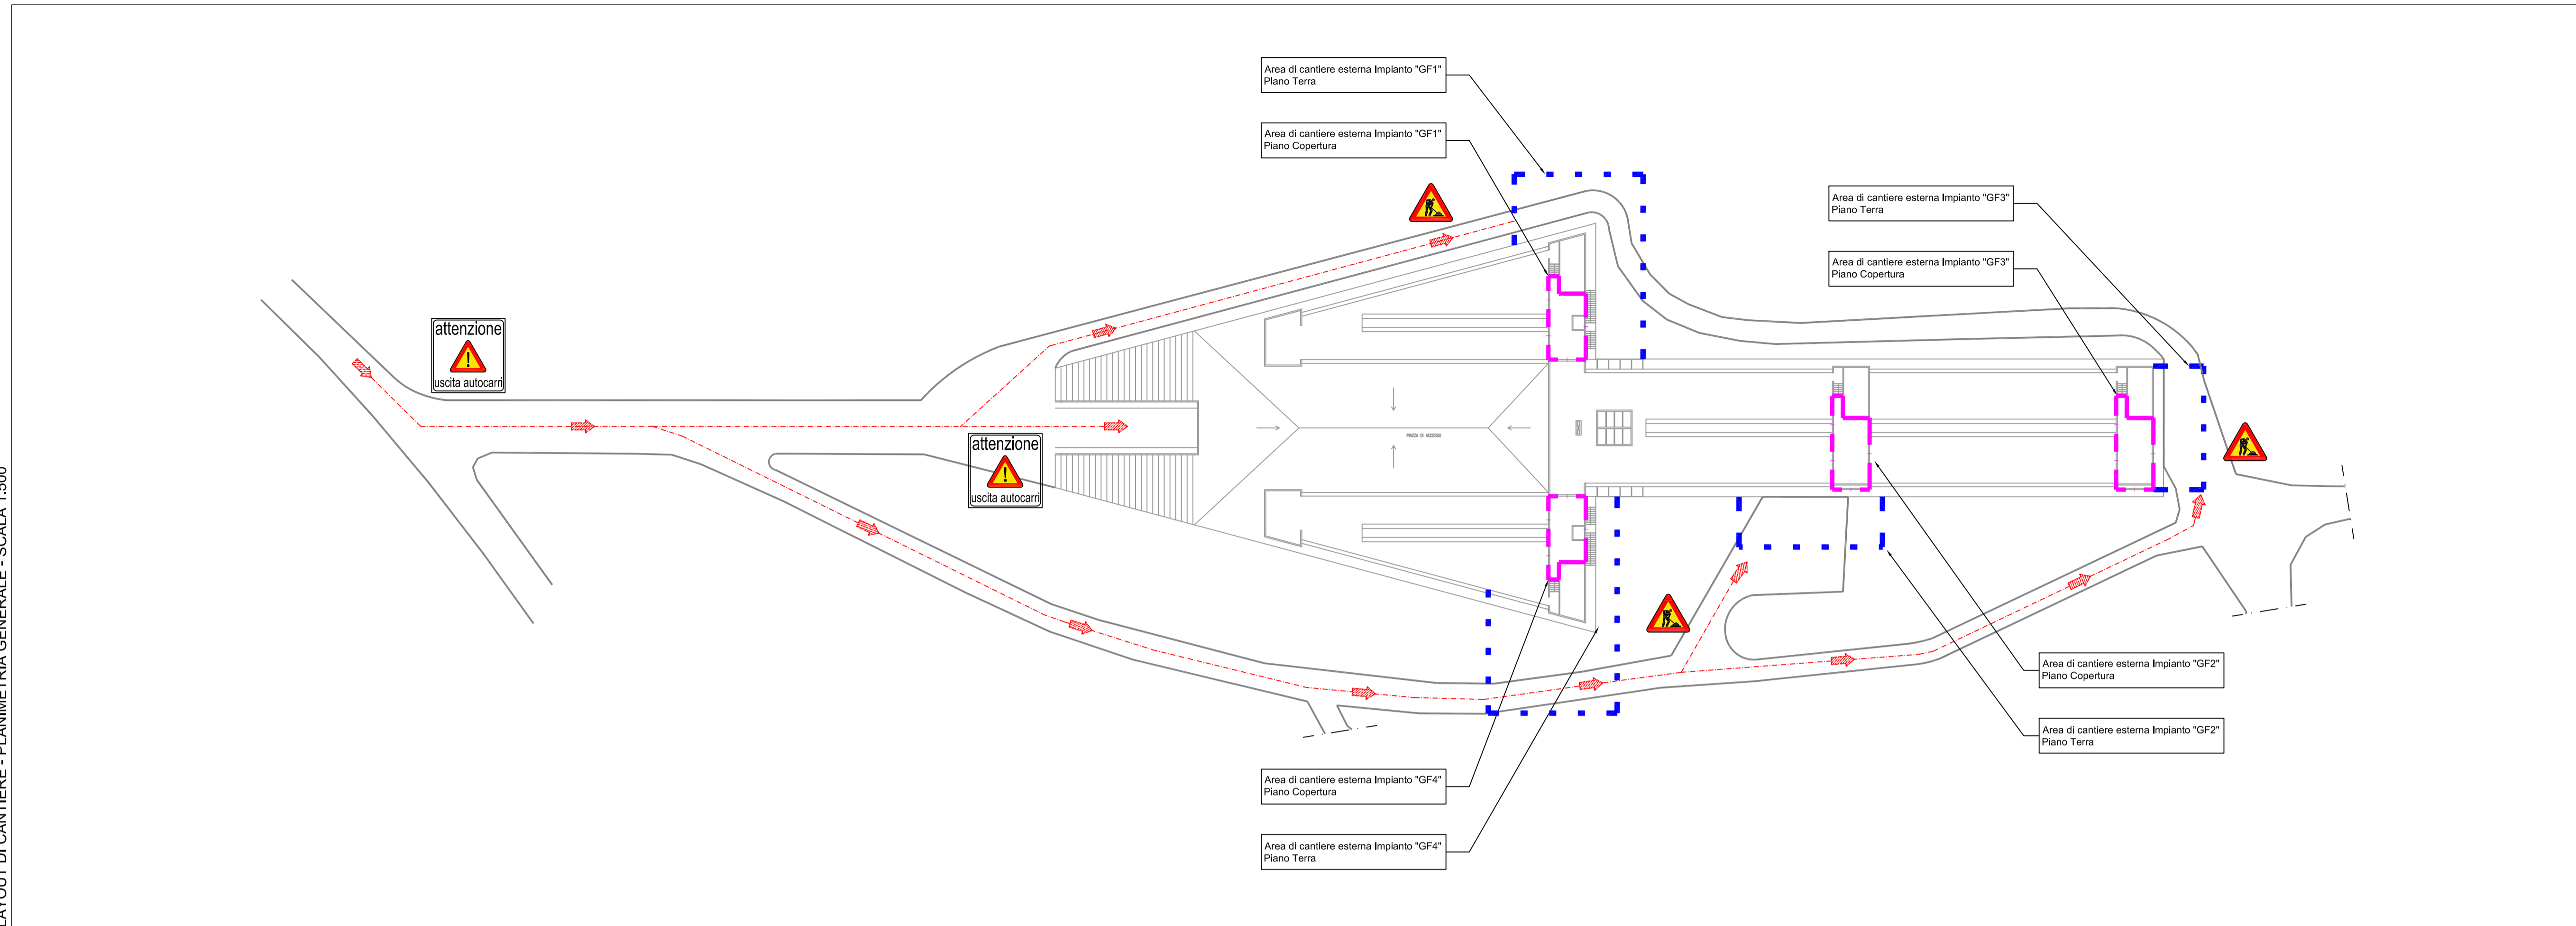 Area di cantiere esterna Impianto "GF1"
Piano Terra
Area di cantiere esterna Impianto "GF1"
Piano Copertura
Area di cantiere esterna Impianto "GF3"
Piano Terra
Area di cantiere esterna Impianto "GF3"
Piano Copertura
attenzione
uscita autocarri
attenzione
uscita autocarri
PIAZZA DI ACCESSO
Area di cantiere esterna Impianto "GF2"
Piano Copertura
Area di cantiere esterna Impianto "GF2"
Piano Terra
Area di cantiere esterna Impianto "GF4"
Piano Copertura
Area di cantiere esterna Impianto "GF4"
Piano Terra
LAYOUT DI CANTIERE - PLANIMETRIA GENERALE - SCALA 1:500